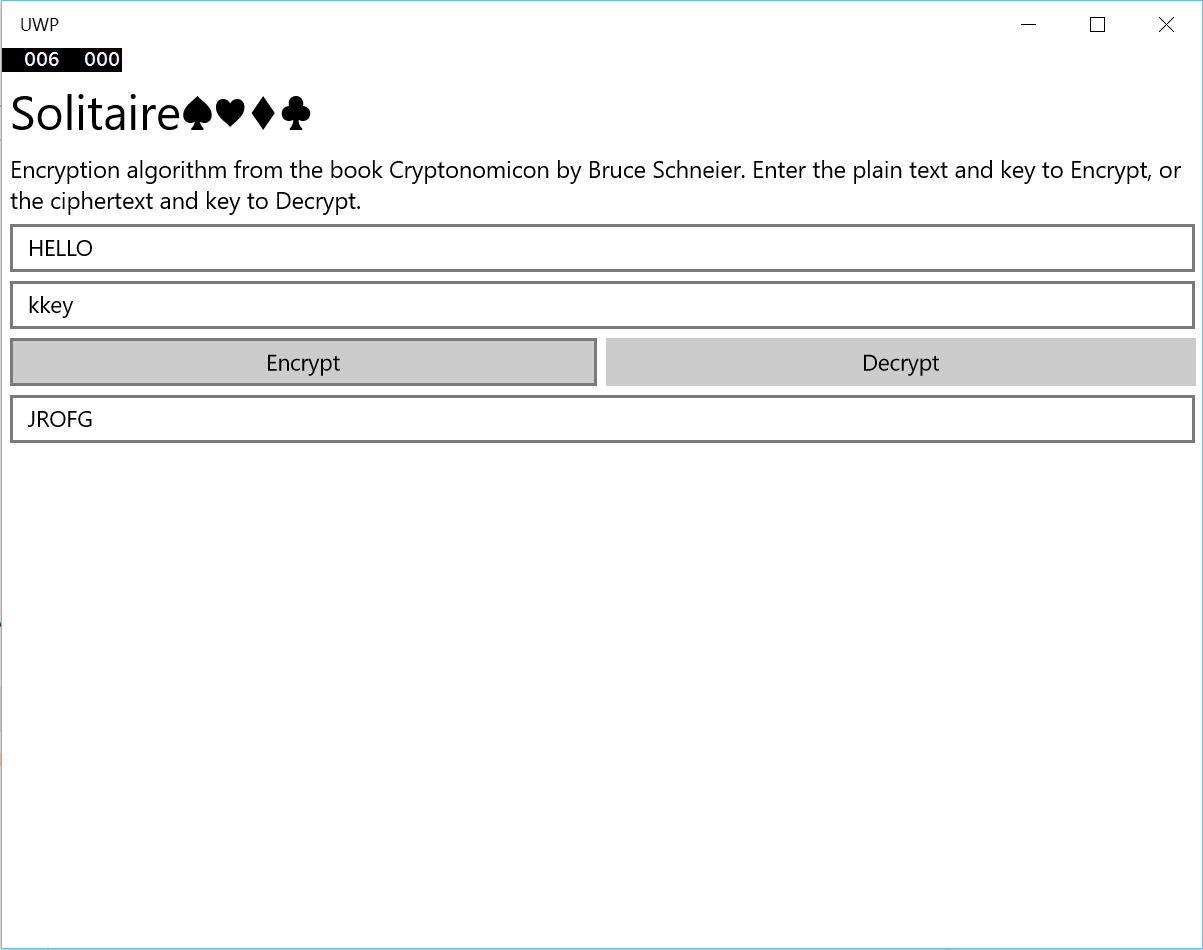 UWP
006 000
Solitaire♠♥♦♣
Encryption algorithm from the book Cryptonomicon by Bruce Schneier. Enter the plain text and key to Encrypt, or
the ciphertext and key to Decrypt.
HELLO
kkey
Encrypt Decrypt
JROFG